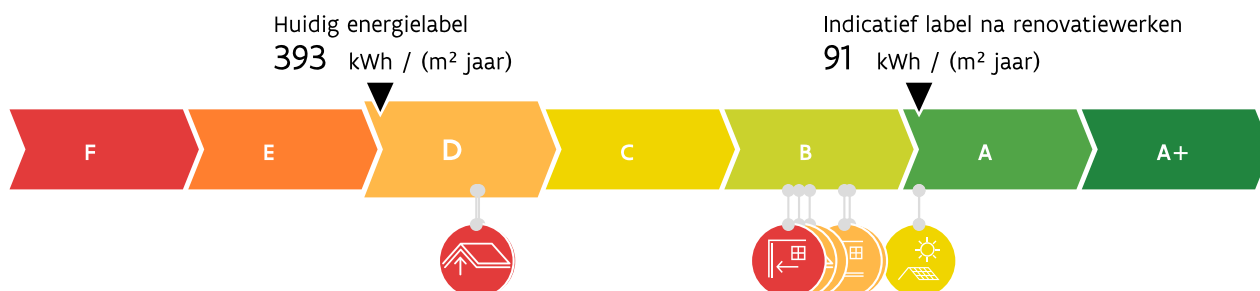 Huidig energielabel
393 kWh / (m² jaar)
Indicatief label na renovatiewerken
91 kWh / (m² jaar)
F E D C B A A+